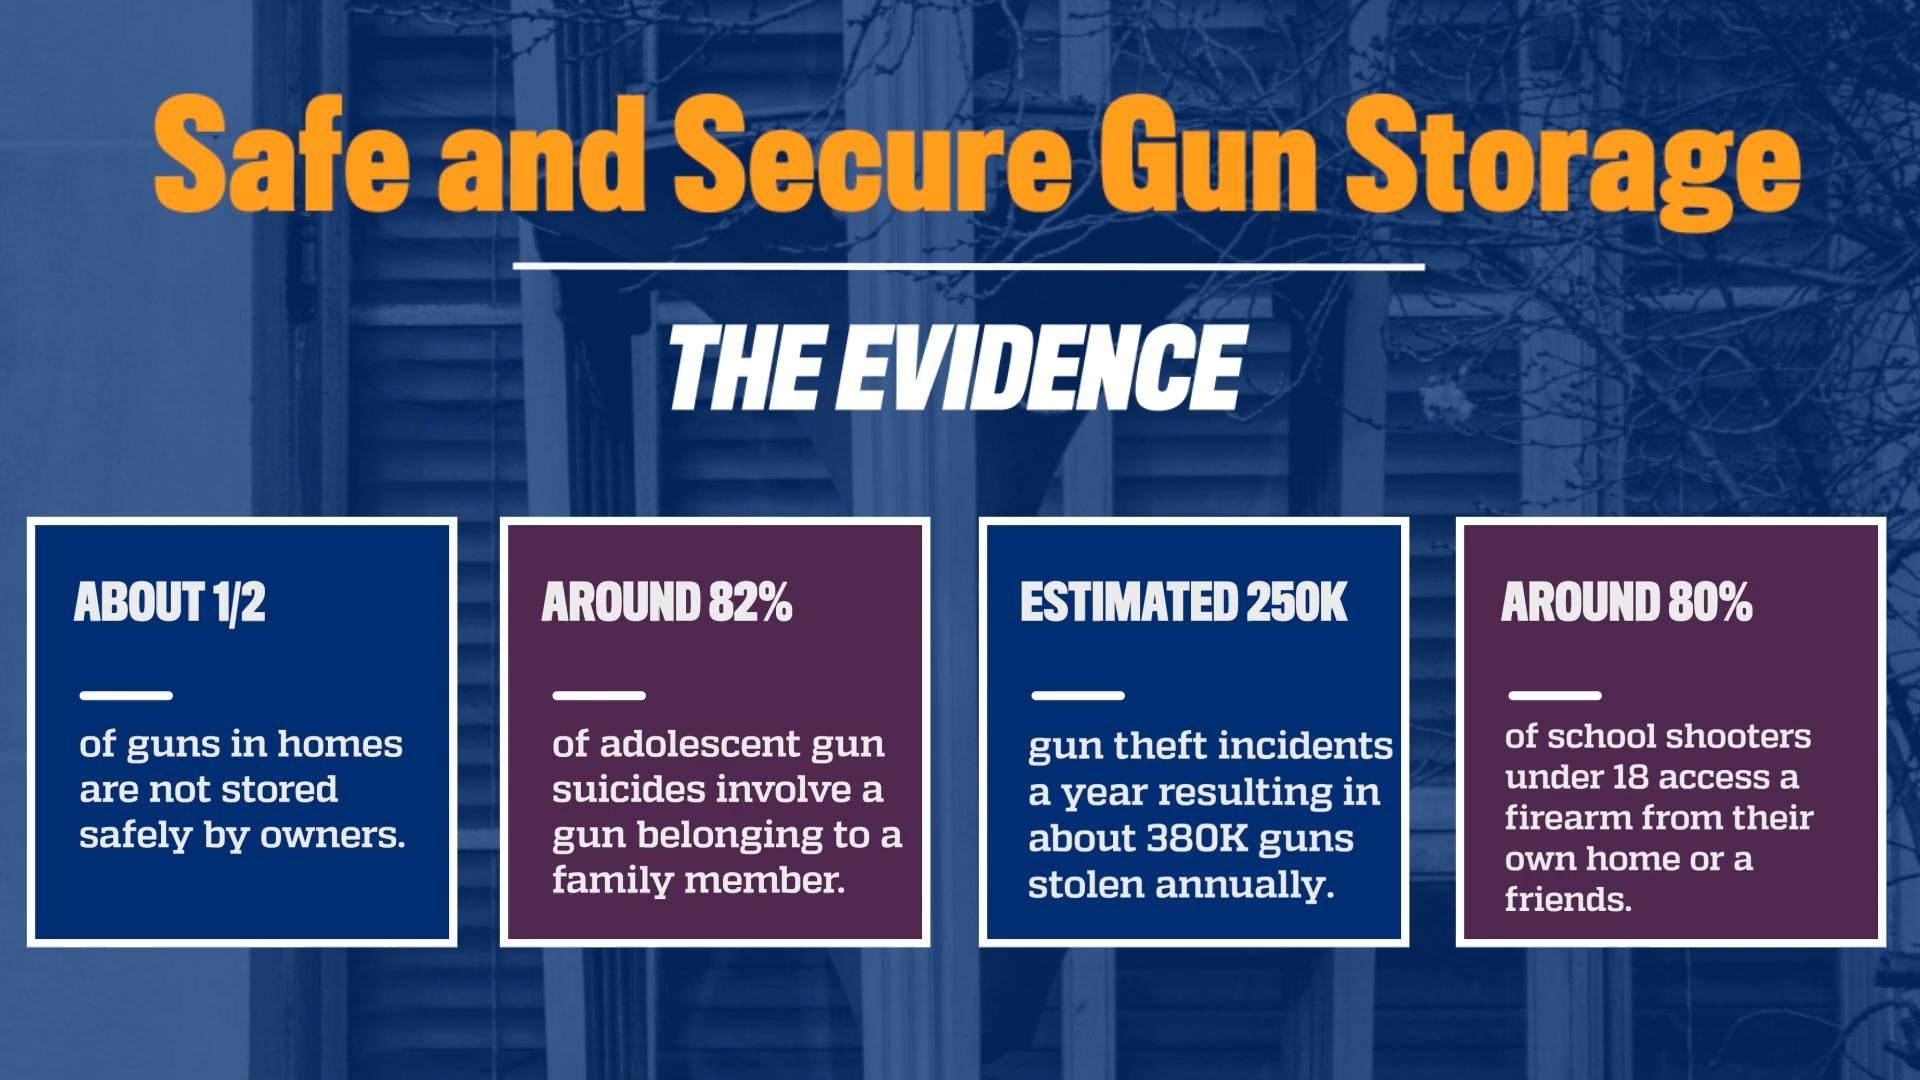 Safe and Secure Gun Storage
THE EVIDENCE
ABOUT 1/2
of guns in homes
are not stored
safely by owners.
AROUND 82%
of adolescent gun
suicides involve a
gun belonging to a
family member.
ESTIMATED 250K
gun theft incidents
a year resulting in
about 380K guns
stolen annually.
AROUND 80%
of school shooters
under 18 access a
firearm from their
own home or a
friends.